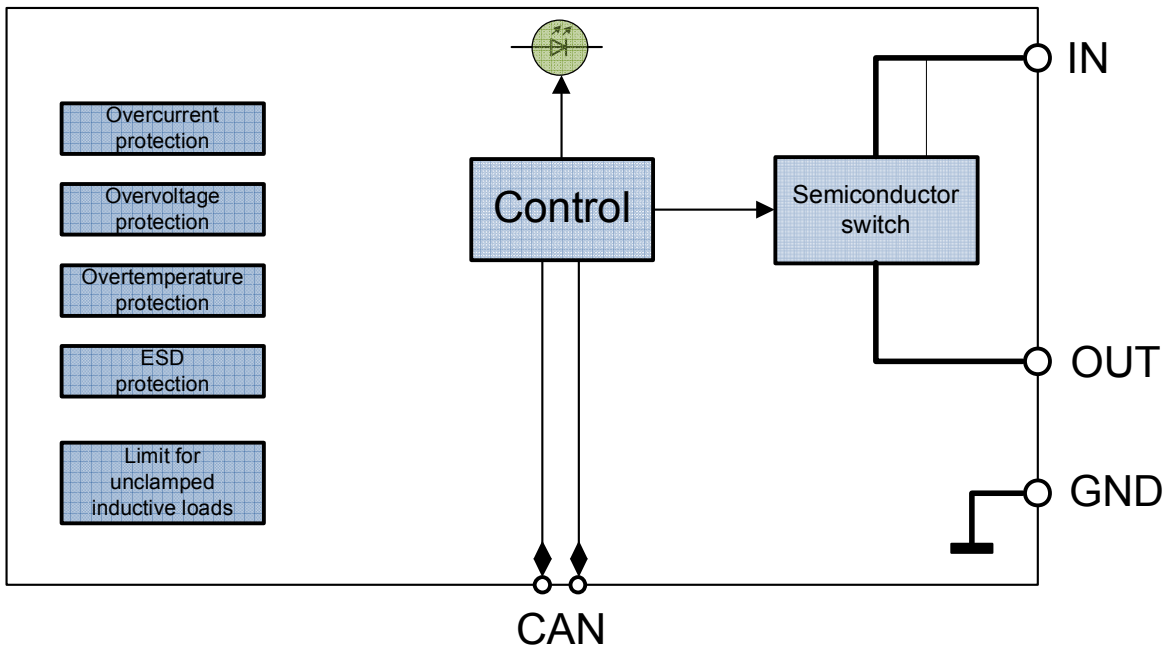 Overcurrent
protection
Overvoltage
protection
Overtemperature
protection
ESD
protection
Limit for
unclamped
inductive loads
Control
Semiconductor
switch
IN
OUT
GND
CAN